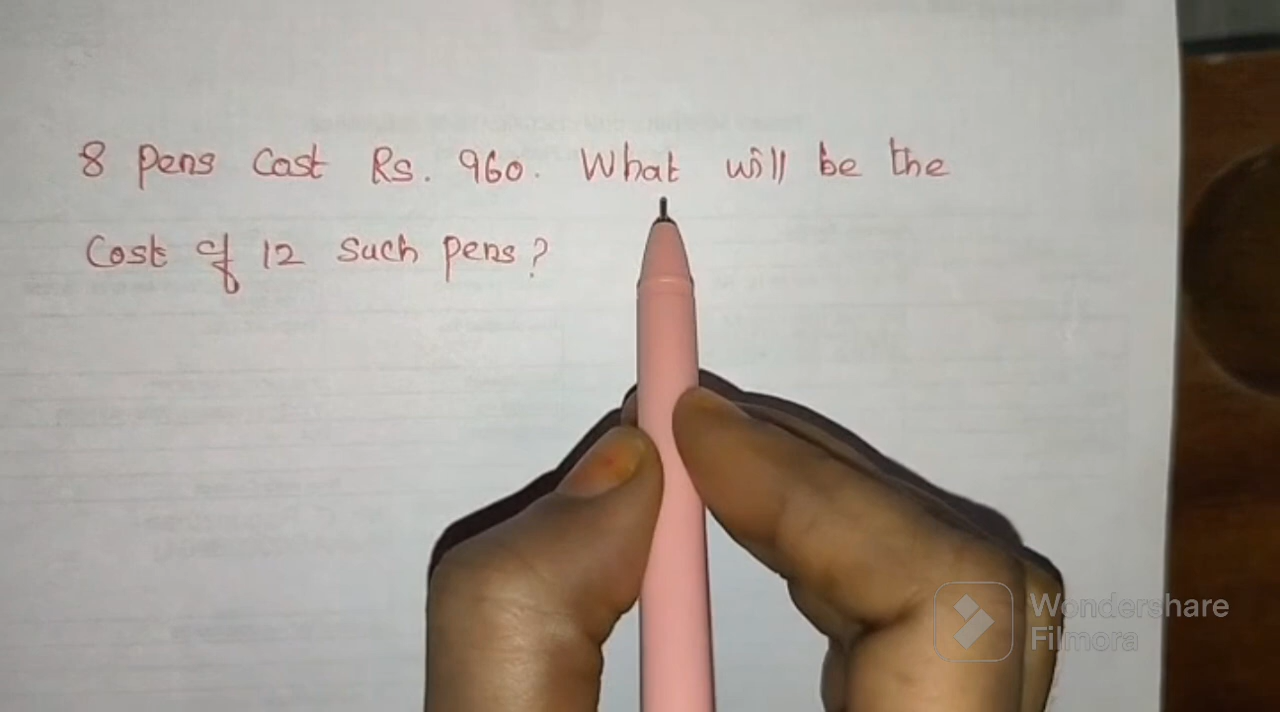 8 pens cost Rs. 960. What will be the
cost of 12 such pens?
Wondershare
Filmora